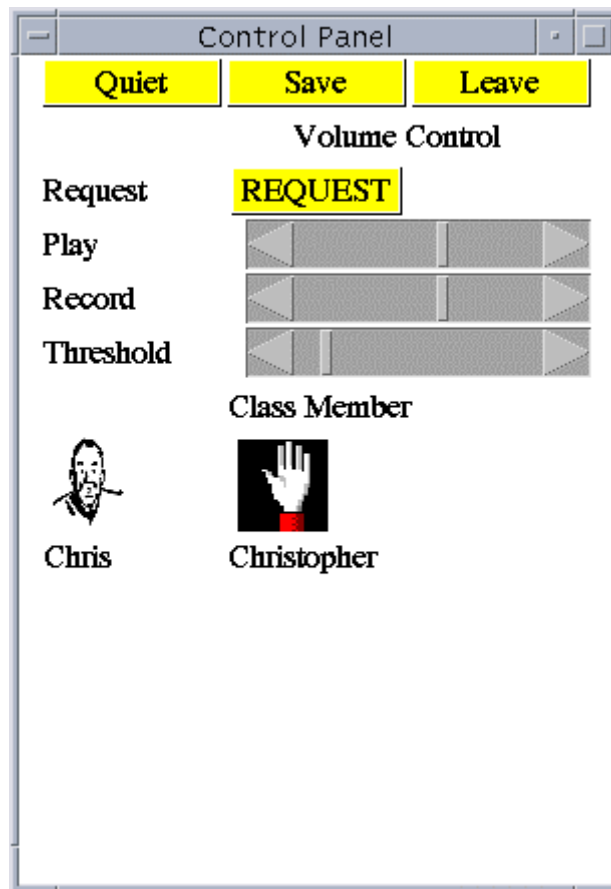 Control Panel
Quiet Save Leave
Volume Control
Request REQUEST
Play
Record
Threshold
Class Member
Chris Christopher